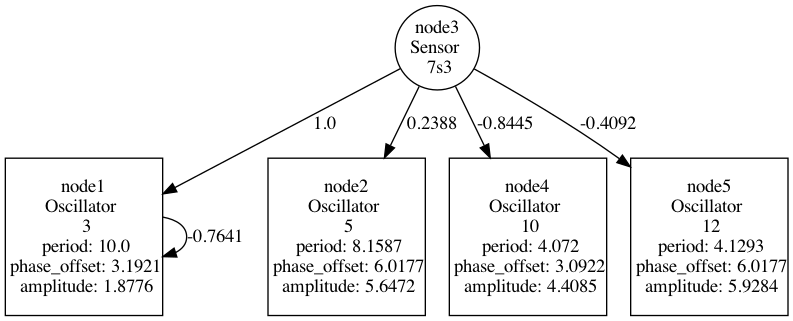 node3
Sensor
7s3
1.0
0.2388
-0.8445
-0.4092
node1
Oscillator
3
period: 10.0
phase_offset: 3.1921
amplitude: 1.8776
-0.7641
node2
Oscillator
5
period: 8.1587
phase_offset: 6.0177
amplitude: 5.6472
node4
Oscillator
10
period: 4.072
phase_offset: 3.0922
amplitude: 4.4085
node5
Oscillator
12
period: 4.1293
phase_offset: 6.0177
amplitude: 5.9284